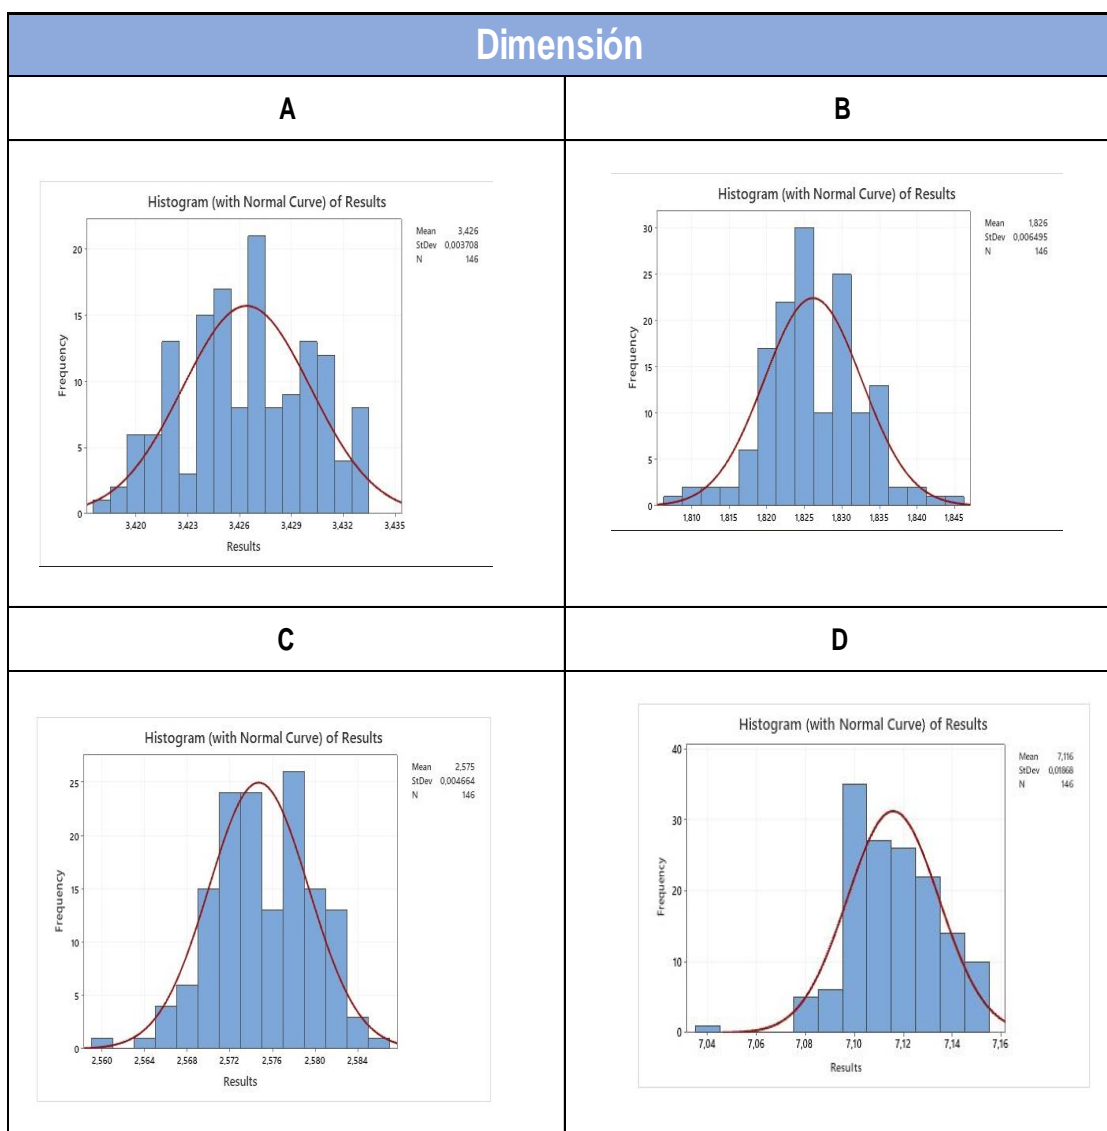 Dimensión
A
B
Histogram (with Normal Curve) of Results
Mean 3,426
StDev 0,003708
N 146
Frequency
20
15
10
5
0
3,420 3,423 3,426 3,429 3,432 3,435
Results
Histogram (with Normal Curve) of Results
Mean 1,826
StDev 0,006495
N 146
Frequency
30
25
20
15
10
5
0
1,810 1,815 1,820 1,825 1,830 1,835 1,840 1,845
C
D
Histogram (with Normal Curve) of Results
Mean 2,575
StDev 0,004664
N 146
Frequency
25
20
15
10
5
0
2,560 2,564 2,568 2,572 2,576 2,580 2,584
Results
Histogram (with Normal Curve) of Results
Mean 7,116
StDev 0,01868
N 146
Frequency
40
30
20
10
0
7,04 7,06 7,08 7,10 7,12 7,14 7,16
Results